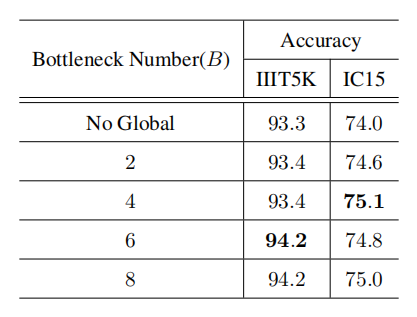 Bottleneck Number(B) Accuracy
IIIT5K IC15
No Global 93.3 74.0
2 93.4 74.6
4 93.4 75.1
6 94.2 74.8
8 94.2 75.0